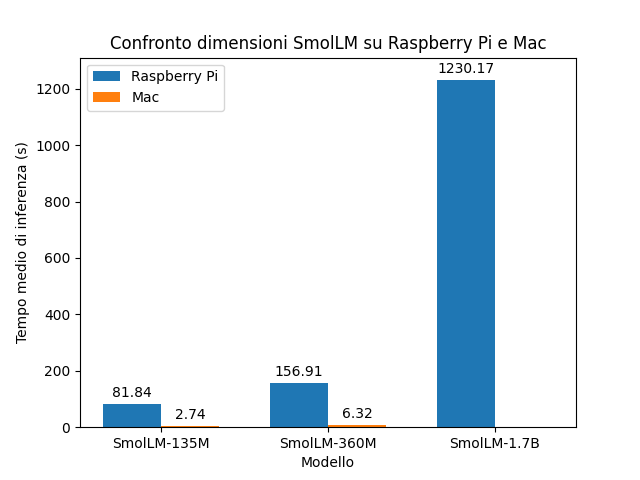 Confronto dimensioni SmolLM su Raspberry Pi e Mac
Raspberry Pi
Mac
Tempo medio di inferenza (s)
1200
1000
800
600
400
200
0
81.84
2.74
156.91
6.32
1230.17
SmolLM-135M
SmolLM-360M
SmolLM-1.7B
Modello